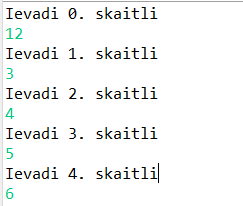 Ievadi 0. skaitli
12
Ievadi 1. skaitli
3
Ievadi 2. skaitli
4
Ievadi 3. skaitli
5
Ievadi 4. skaitli
6